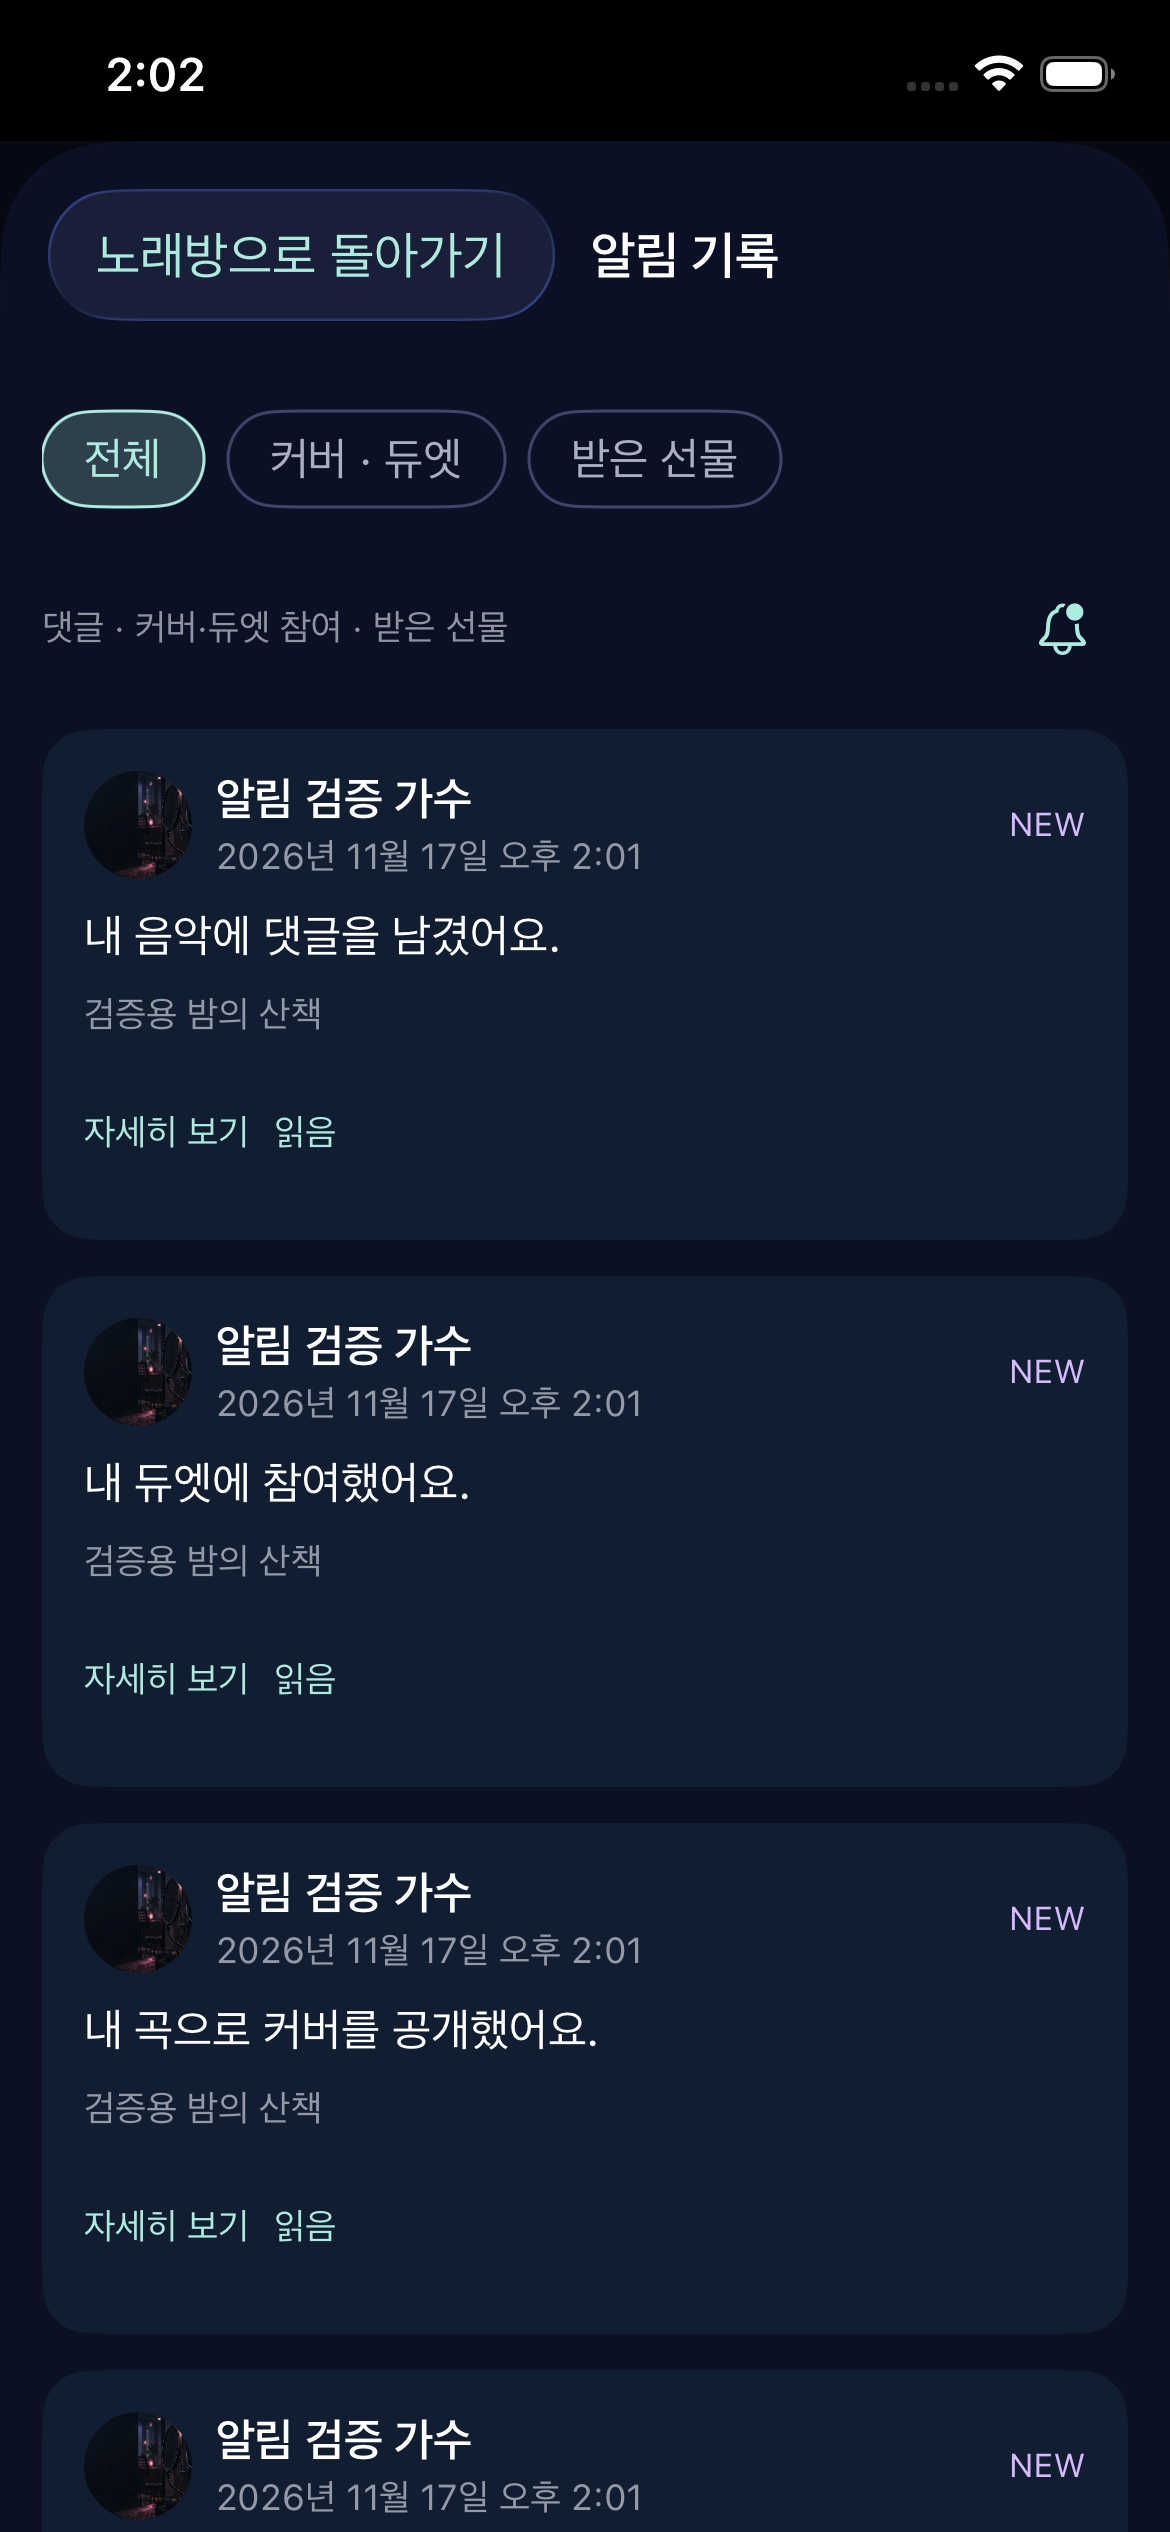 2:02
노래방으로 돌아가기 알림 기록
전체 커버 · 듀엣 받은 선물
댓글 · 커버·듀엣 참여 · 받은 선물
알림 검증 가수
NEW
2026년 11월 17일 오후 2:01
내 음악에 댓글을 남겼어요.
검증용 밤의 산책
자세히 보기 읽음
알림 검증 가수
NEW
2026년 11월 17일 오후 2:01
내 듀엣에 참여했어요.
검증용 밤의 산책
자세히 보기 읽음
알림 검증 가수
NEW
2026년 11월 17일 오후 2:01
내 곡으로 커버를 공개했어요.
검증용 밤의 산책
자세히 보기 읽음
알림 검증 가수
NEW
2026년 11월 17일 오후 2:01